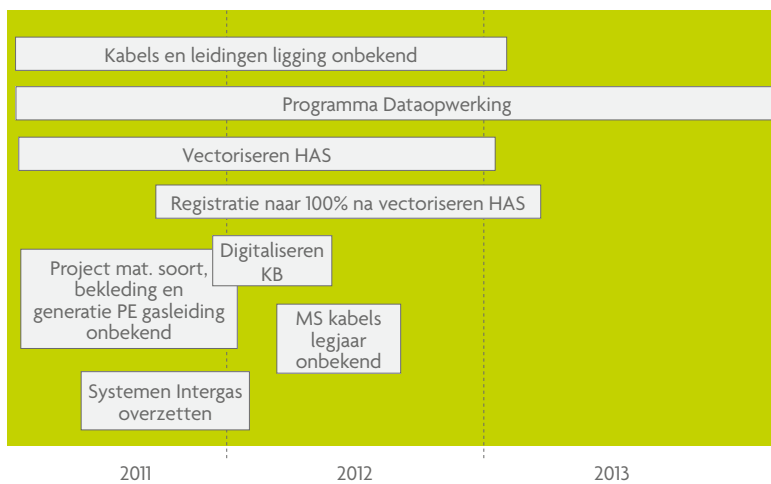 Kabels en leidingen ligging onbekend
Programma Dataopwerking
Vectoriseren HAS
Registratie naar 100% na vectoriseren HAS
Digitaliseren
KB
Project mat. soort,
bekleding en
generatie PE gasleiding
onbekend
MS kabels
legjaar
onbekend
Systemen Intergas
overzetten
2011
2012
2013